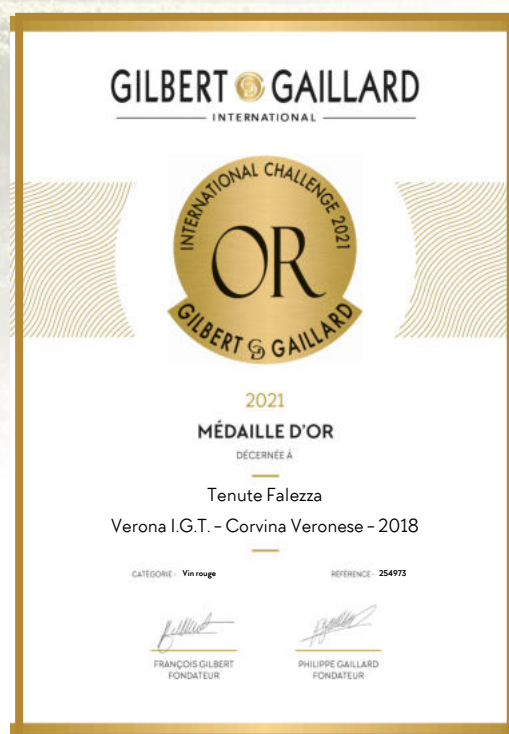 GILBERT GAILLARD
INTERNATIONAL
INTERNATIONAL CHALLENGE 2021
OR
GILBERT GAILLARD
2021
MÉDAILLE D'OR
DÉCERNÉE À
Tenute Falezza
Verona I.G.T. – Corvina Veronese – 2018
CATÉGORIE - Vin rouge RÉFÉRENCE - 254973
FRANÇOIS GILBERT PHILIPPE GAILLARD
FONDATEUR FONDATEUR